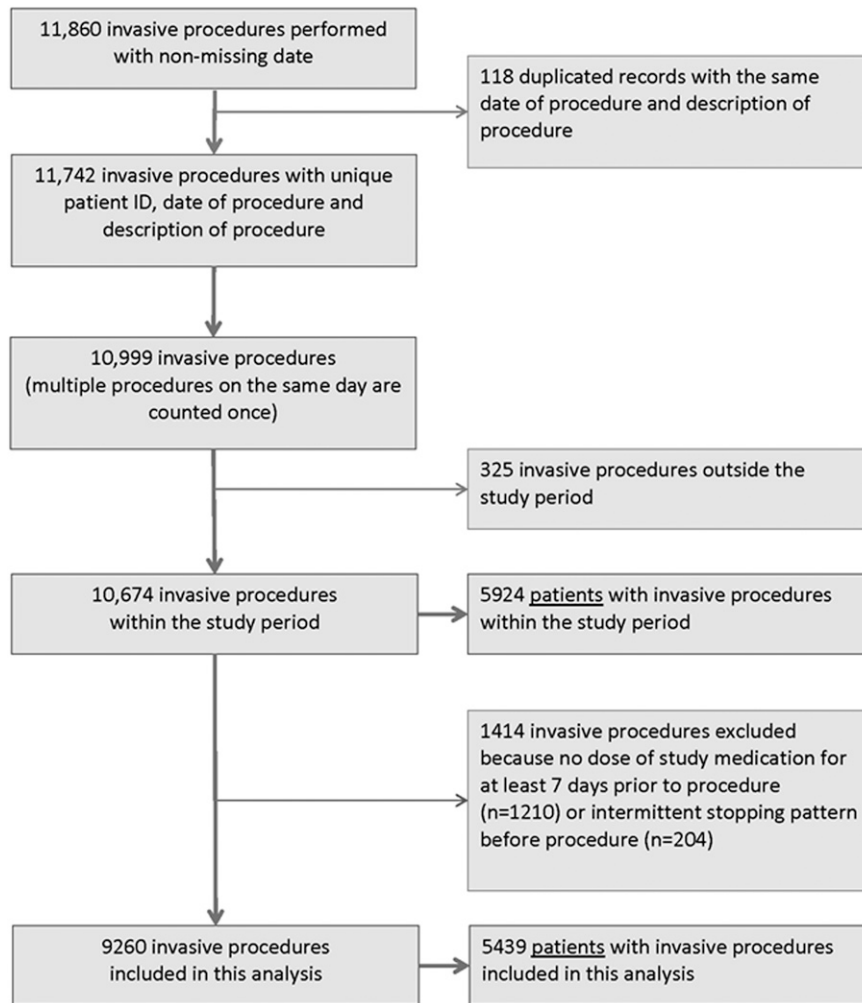 11,860 invasive procedures performed
with non-missing date
118 duplicated records with the same
date of procedure and description of
procedure
11,742 invasive procedures with unique
patient ID, date of procedure and
description of procedure
10,999 invasive procedures
(multiple procedures on the same day are
counted once)
325 invasive procedures outside the
study period
10,674 invasive procedures
within the study period
5924 patients with invasive procedures
within the study period
1414 invasive procedures excluded
because no dose of study medication for
at least 7 days prior to procedure
(n=1210) or intermittent stopping pattern
before procedure (n=204)
9260 invasive procedures
included in this analysis
5439 patients with invasive procedures
included in this analysis